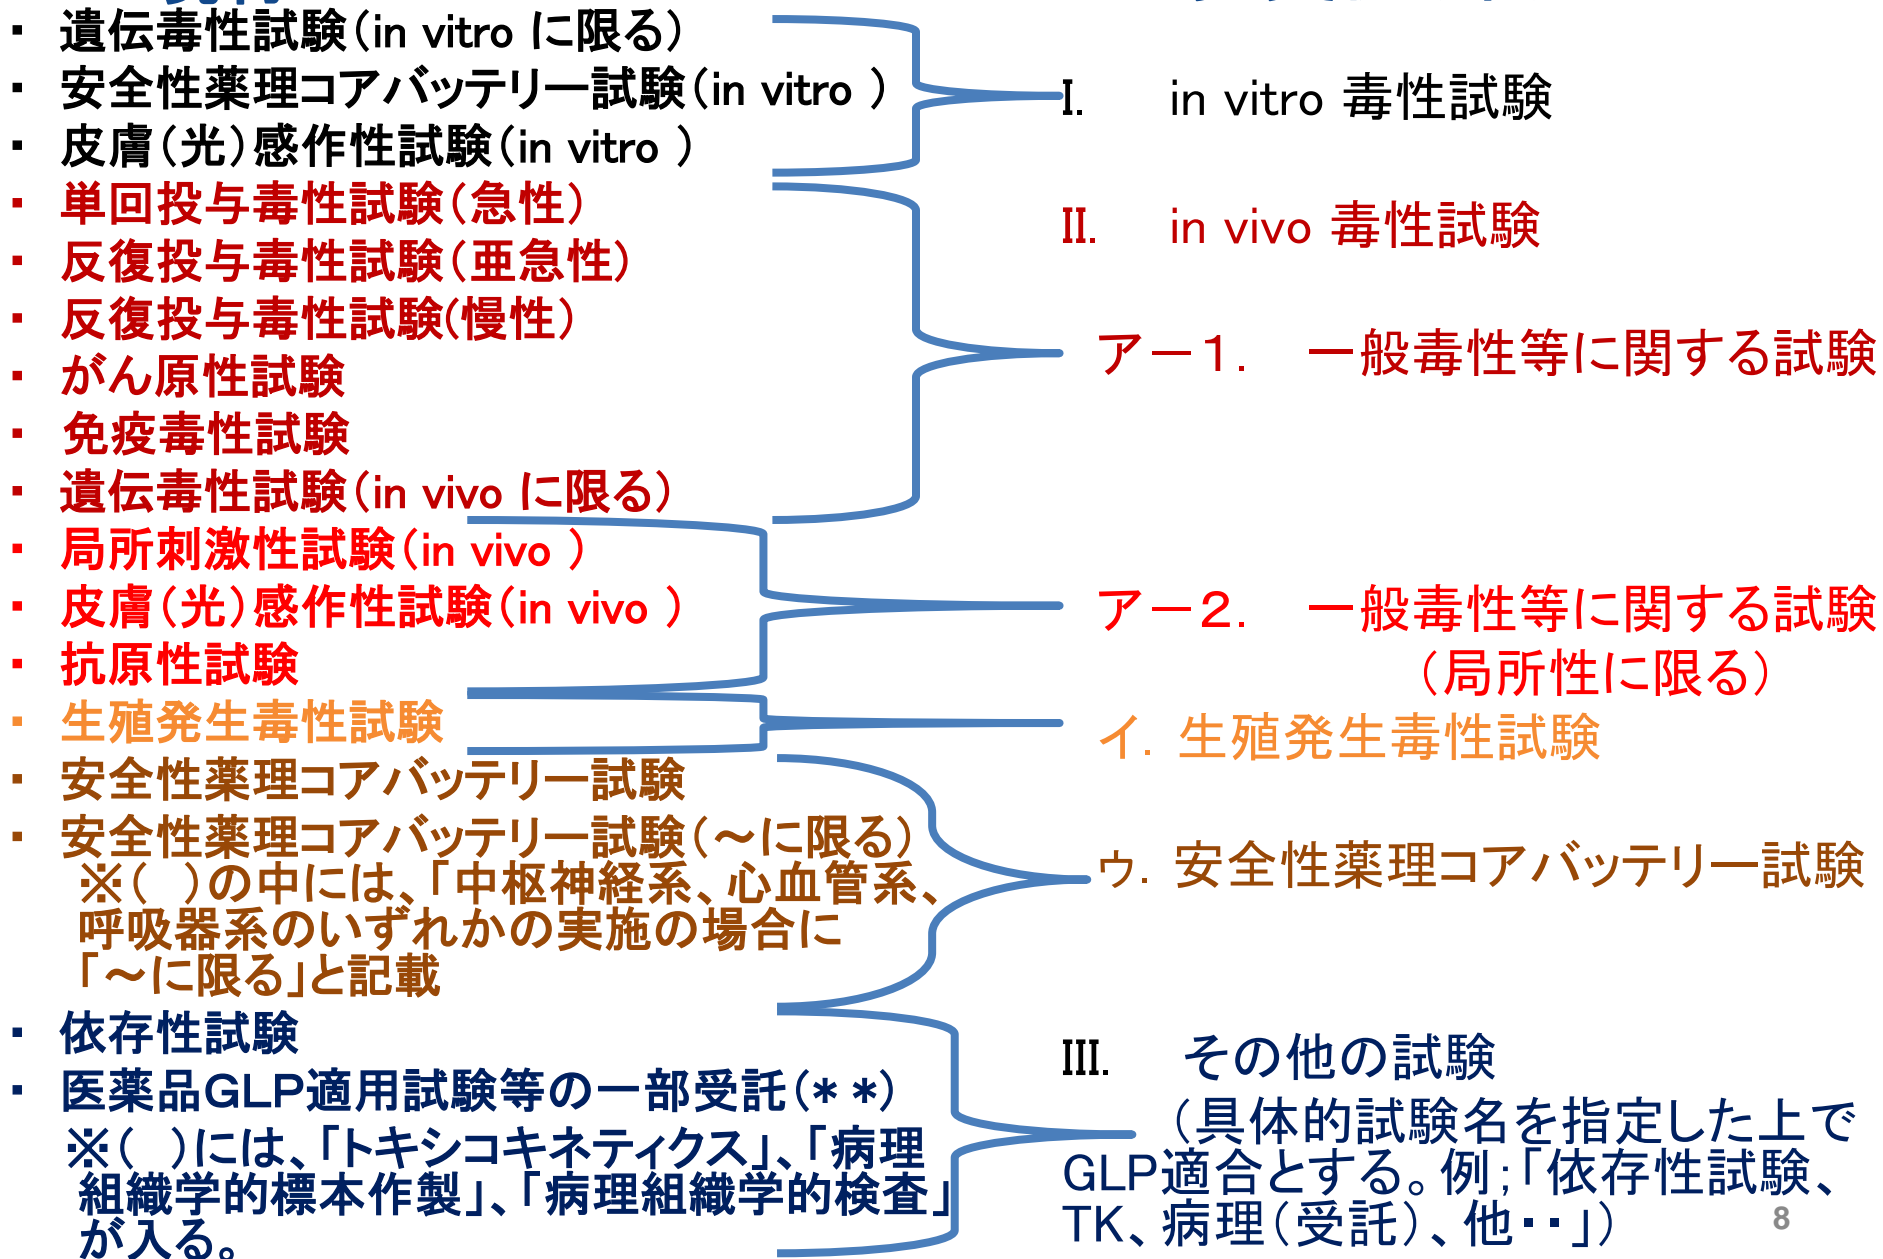 ・ 遺伝毒性試験(in vitro に限る)
・ 安全性薬理コアバッテリー試験(in vitro )
・ 皮膚(光)感作性試験(in vitro )
・ 単回投与毒性試験(急性)
・ 反復投与毒性試験(亜急性)
・ 反復投与毒性試験(慢性)
・ がん原性試験
・ 免疫毒性試験
・ 遺伝毒性試験(in vivo に限る)
・ 局所刺激性試験(in vivo )
・ 皮膚(光)感作性試験(in vivo )
・ 抗原性試験
・ 生殖発生毒性試験
・ 安全性薬理コアバッテリー試験
・ 安全性薬理コアバッテリー試験(~に限る)
※( )の中には、「中枢神経系、心血管系、
呼吸器系のいずれかの実施の場合に
「~に限る」と記載
・ 依存性試験
・ 医薬品GLP適用試験等の一部受託(**)
※( )には、「トキシコキネティクス」、「病理
組織学的標本作製」、「病理組織学的検査」
が入る。
I. in vitro 毒性試験
II. in vivo 毒性試験
ア-1. 一般毒性等に関する試験
ア-2. 一般毒性等に関する試験
(局所性に限る)
イ. 生殖発生毒性試験
ウ. 安全性薬理コアバッテリー試験
III. その他の試験
(具体的試験名を指定した上で
GLP適合とする。例;「依存性試験、
TK、病理(受託)、他・・」)
8